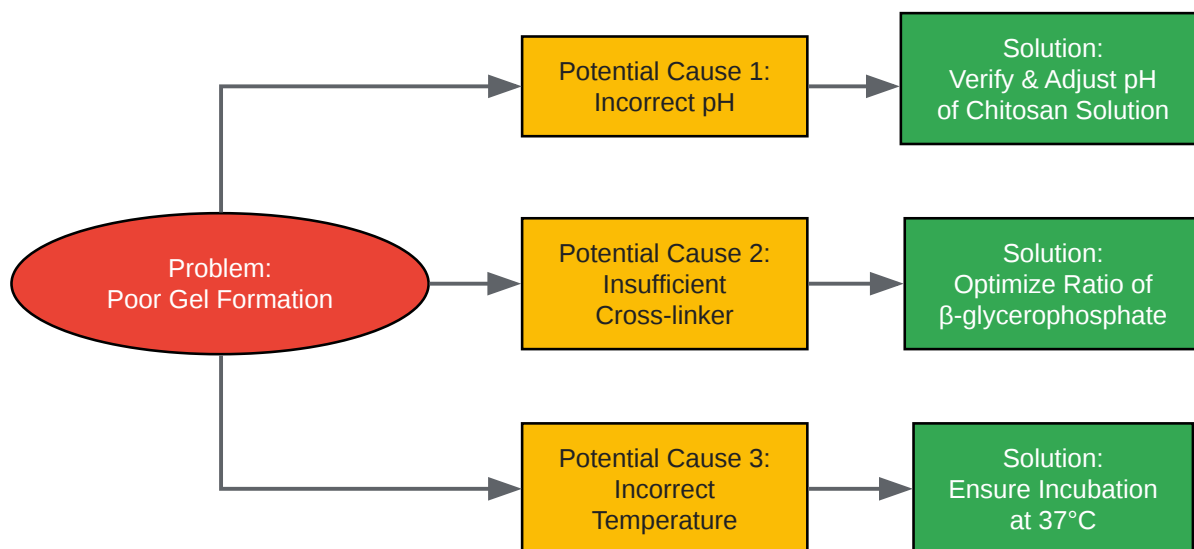 Problem:
Poor Gel Formation
Potential Cause 1:
Incorrect pH
Solution:
Verify & Adjust pH
of Chitosan Solution
Potential Cause 2:
Insufficient
Cross-linker
Solution:
Optimize Ratio of
β-glycerophosphate
Potential Cause 3:
Incorrect
Temperature
Solution:
Ensure Incubation
at 37°C